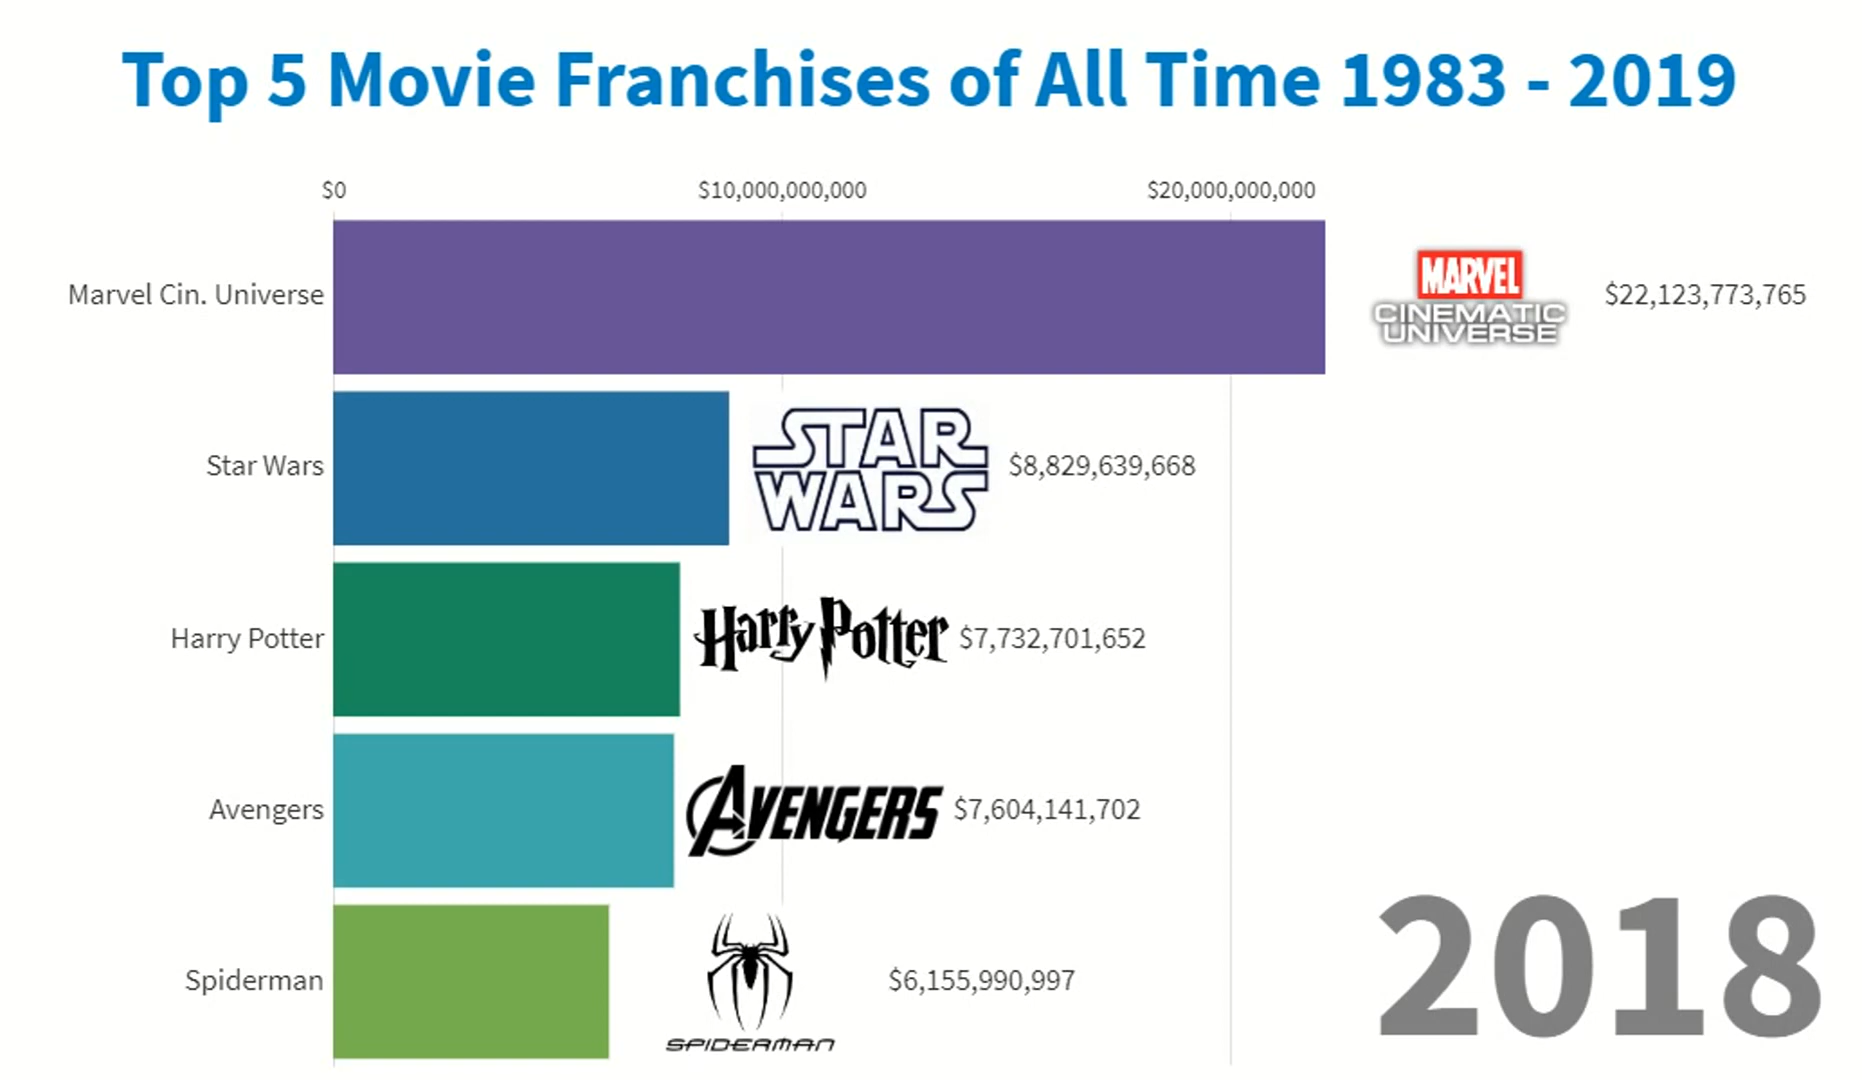 Top 5 Movie Franchises of All Time 1983 - 2019
$0 $10,000,000,000 $20,000,000,000
Marvel Cin. Universe
MARVEL
CINEMATIC
UNIVERSE
$22,123,773,765
Star Wars
STAR
WARS
$8,829,639,668
Harry Potter
Harry Potter
$7,732,701,652
Avengers
AVENGERS
$7,604,141,702
Spiderman
SPIDERMAN
$6,155,990,997
2018